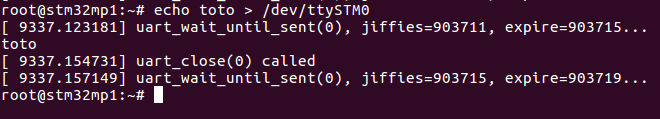 root@stm32mp1:~# echo toto > /dev/ttySTM0
[ 9337.123181] uart_wait_until_sent(0), jiffies=903711, expire=903715...
toto
[ 9337.154731] uart_close(0) called
[ 9337.157149] uart_wait_until_sent(0), jiffies=903715, expire=903719...
root@stm32mp1:~#